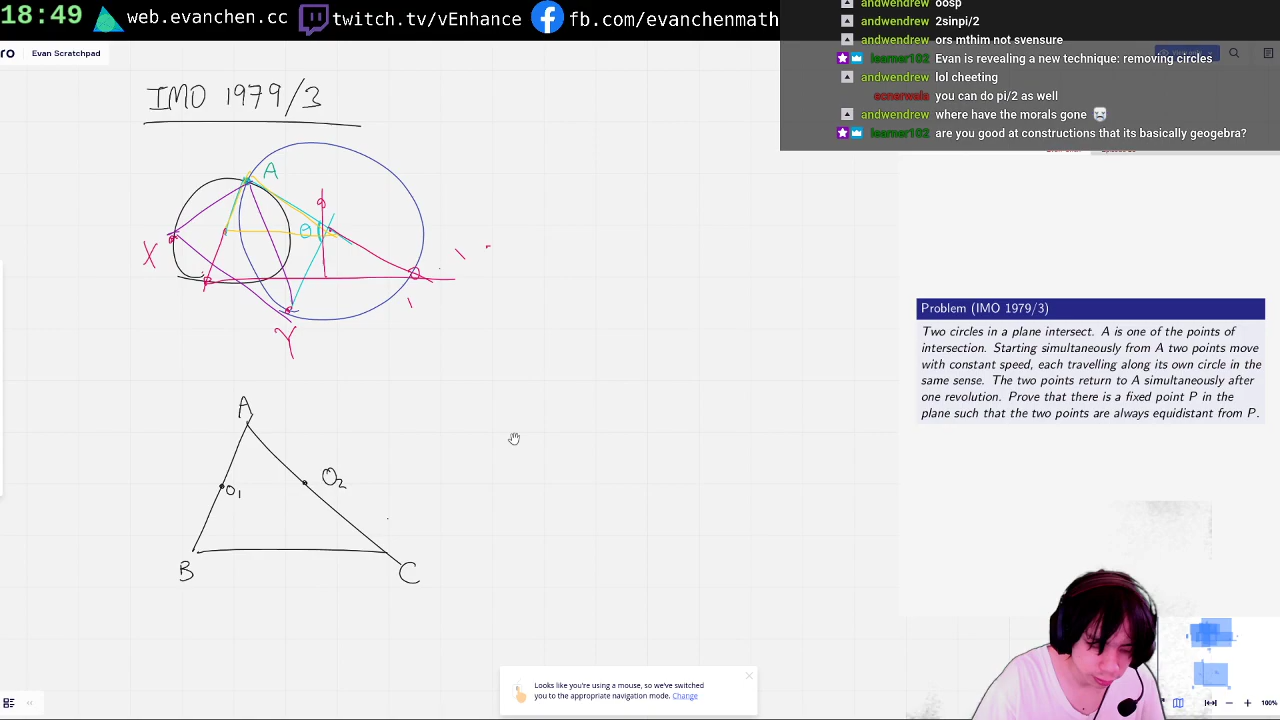 18:49
web.evanchen.cc
twitch.tv/vEnhance
fb.com/evanchenmath
andwendrew oosp
andwendrew 2sinpi/2
andwendrew ors mthim not svensure
learner102 Evan is revealing a new technique: removing circles
andwendrew lol cheeting
ecnerwala you can do pi/2 as well
andwendrew where have the morals gone
learner102 are you good at constructions that its basically geogebra?
ro
Evan Scratchpad
IMO 1979/3
A
θ
X
Y
A
O1
O2
B
C
Problem (IMO 1979/3)
Two circles in a plane intersect. A is one of the points of
intersection. Starting simultaneously from A two points move
with constant speed, each travelling along its own circle in the
same sense. The two points return to A simultaneously after
one revolution. Prove that there is a fixed point P in the
plane such that the two points are always equidistant from P.
Looks like you're using a mouse, so we've switched
you to the appropriate navigation mode. Change
100%